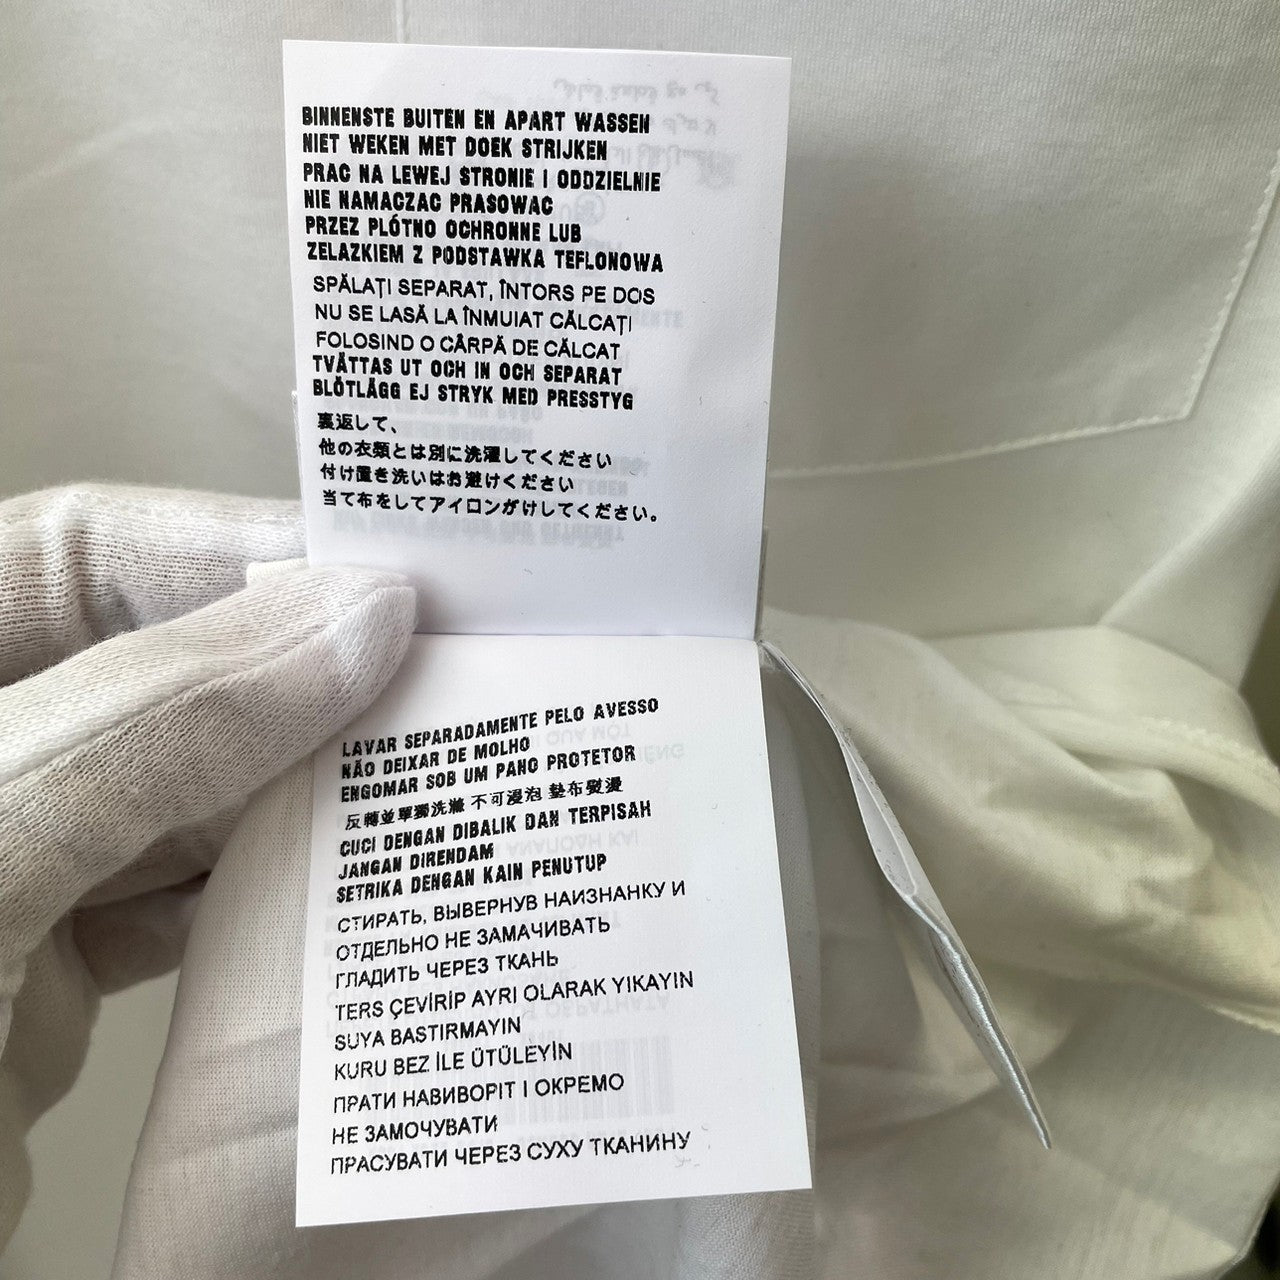 BINNENSTE BUITEN EN APART WASSEN
NIET WEKEN MET DOEK STRIJKEN
PRAC NA LEWEJ STRONIE I ODDZIELNIE
NIE NAMACZAC PRASOWAC
PRZEZ PLÓTNO OCHRONNE LUB
ZELAZKIEM Z PODSTAWKA TEFLONOWA
SPĂLAȚI SEPARAT, ÎNTORS PE DOS
NU SE LASĂ LA ÎNMUIAT CĂLCAȚI
FOLOSIND O CÂRPĂ DE CĂLCAT
TVÄTTAS UT OCH IN OCH SEPARAT
BLÖTLÄGG EJ STRYK MED PRESSTYG
裏返して、
他の衣類とは別に洗濯してください
付け置き洗いはお避けください
当て布をしてアイロンがけしてください。
LAVAR SEPARADAMENTE PELO AVESSO
NÃO DEIXAR DE MOLHO
ENGOMAR SOB UM PANO PROTETOR
反轉並單獨洗滌 不可浸泡 墊布熨燙
CUCI DENGAN DIBALIK DAN TERPISAH
JANGAN DIRENDAM
SETRIKA DENGAN KAIN PENUTUP
СТИРАТЬ, ВЫВЕРНУВ НАИЗНАНКУ И
ОТДЕЛЬНО НЕ ЗАМАЧИВАТЬ
ГЛАДИТЬ ЧЕРЕЗ ТКАНЬ
TERS ÇEVİRİP AYRI OLARAK YIKAYIN
SUYA BASTIRMAYIN
KURU BEZ İLE ÜTÜLEYİN
ПРАТИ НАВИВОРІТ І ОКРЕМО
НЕ ЗАМОЧУВАТИ
ПРАСУВАТИ ЧЕРЕЗ СУХУ ТКАНИНУ